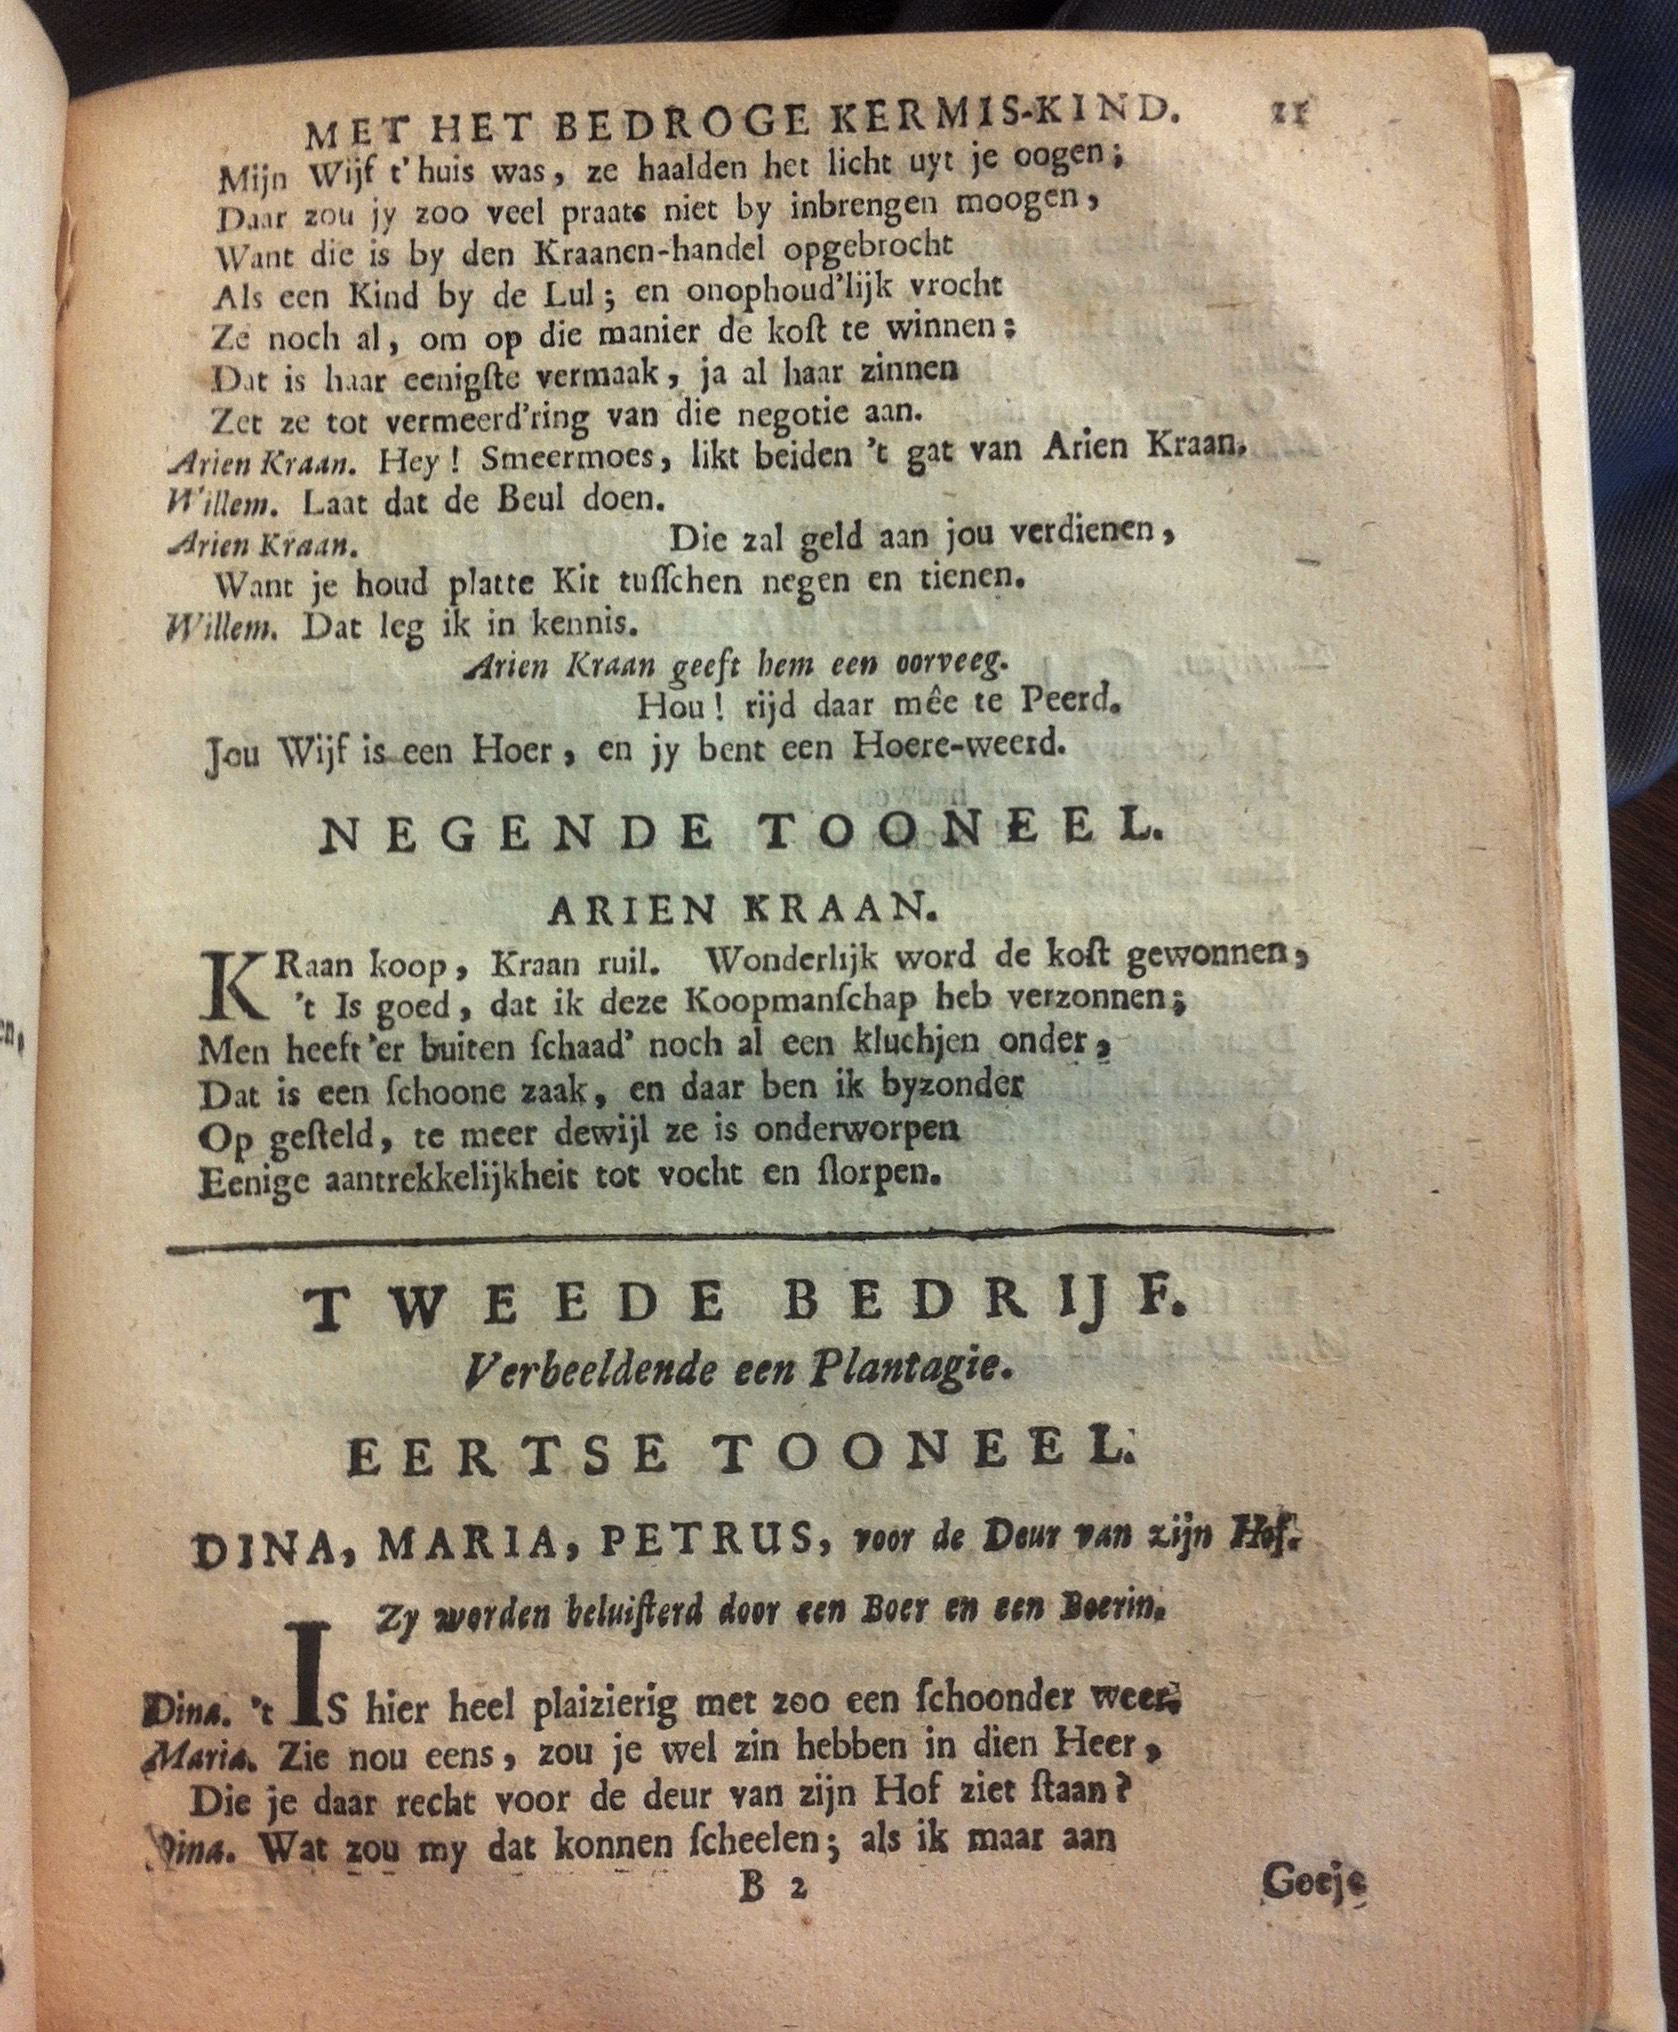 MET HET BEDROGE KERMIS-KIND. 11
Mijn Wijf t'huis was, ze haalden het licht uyt je oogen;
Daar zou jy zoo veel praats niet by inbrengen moogen,
Want die is by den Kraanen-handel opgebrocht
Als een Kind by de Lul; en onophoud'lijk vrocht
Ze noch al, om op die manier de koſt te winnen:
Dat is haar eenigſte vermaak, ja al haar zinnen
Zet ze tot vermeerd'ring van die negotie aan.
Arien Kraan. Hey! Smeermoes, likt beiden 't gat van Arien Kraan.
Willem. Laat dat de Beul doen.
Arien Kraan. Die zal geld aan jou verdienen,
Want je houd platte Kit tuſſchen negen en tienen.
Willem. Dat leg ik in kennis.
Arien Kraan geeft hem een oorveeg.
Hou! rijd daar mêe te Peerd.
Jou Wijf is een Hoer, en jy bent een Hoere-weerd.
NEGENDE TOONEEL.
ARIEN KRAAN.
KRaan koop, Kraan ruil. Wonderlijk word de koſt gewonnen,
't Is goed, dat ik deze Koopmanſchap heb verzonnen;
Men heeft 'er buiten ſchaad' noch al een kluchjen onder,
Dat is een ſchoone zaak, en daar ben ik byzonder
Op geſteld, te meer dewijl ze is onderworpen
Eenige aantrekkelijkheit tot vocht en ſlorpen.
TWEEDE BEDRIJF.
Verbeeldende een Plantagie.
EERTSE TOONEEL.
DINA, MARIA, PETRUS, voor de Deur van zijn Hof.
Zy worden beluiſterd door een Boer en een Boerin.
Dina. 't IS hier heel plaizierig met zoo een ſchoonder weer.
Maria. Zie nou eens, zou je wel zin hebben in dien Heer,
Die je daar recht voor de deur van zijn Hof ziet ſtaan?
Dina. Wat zou my dat konnen ſcheelen; als ik maar aan
B 2 Goeje
en,